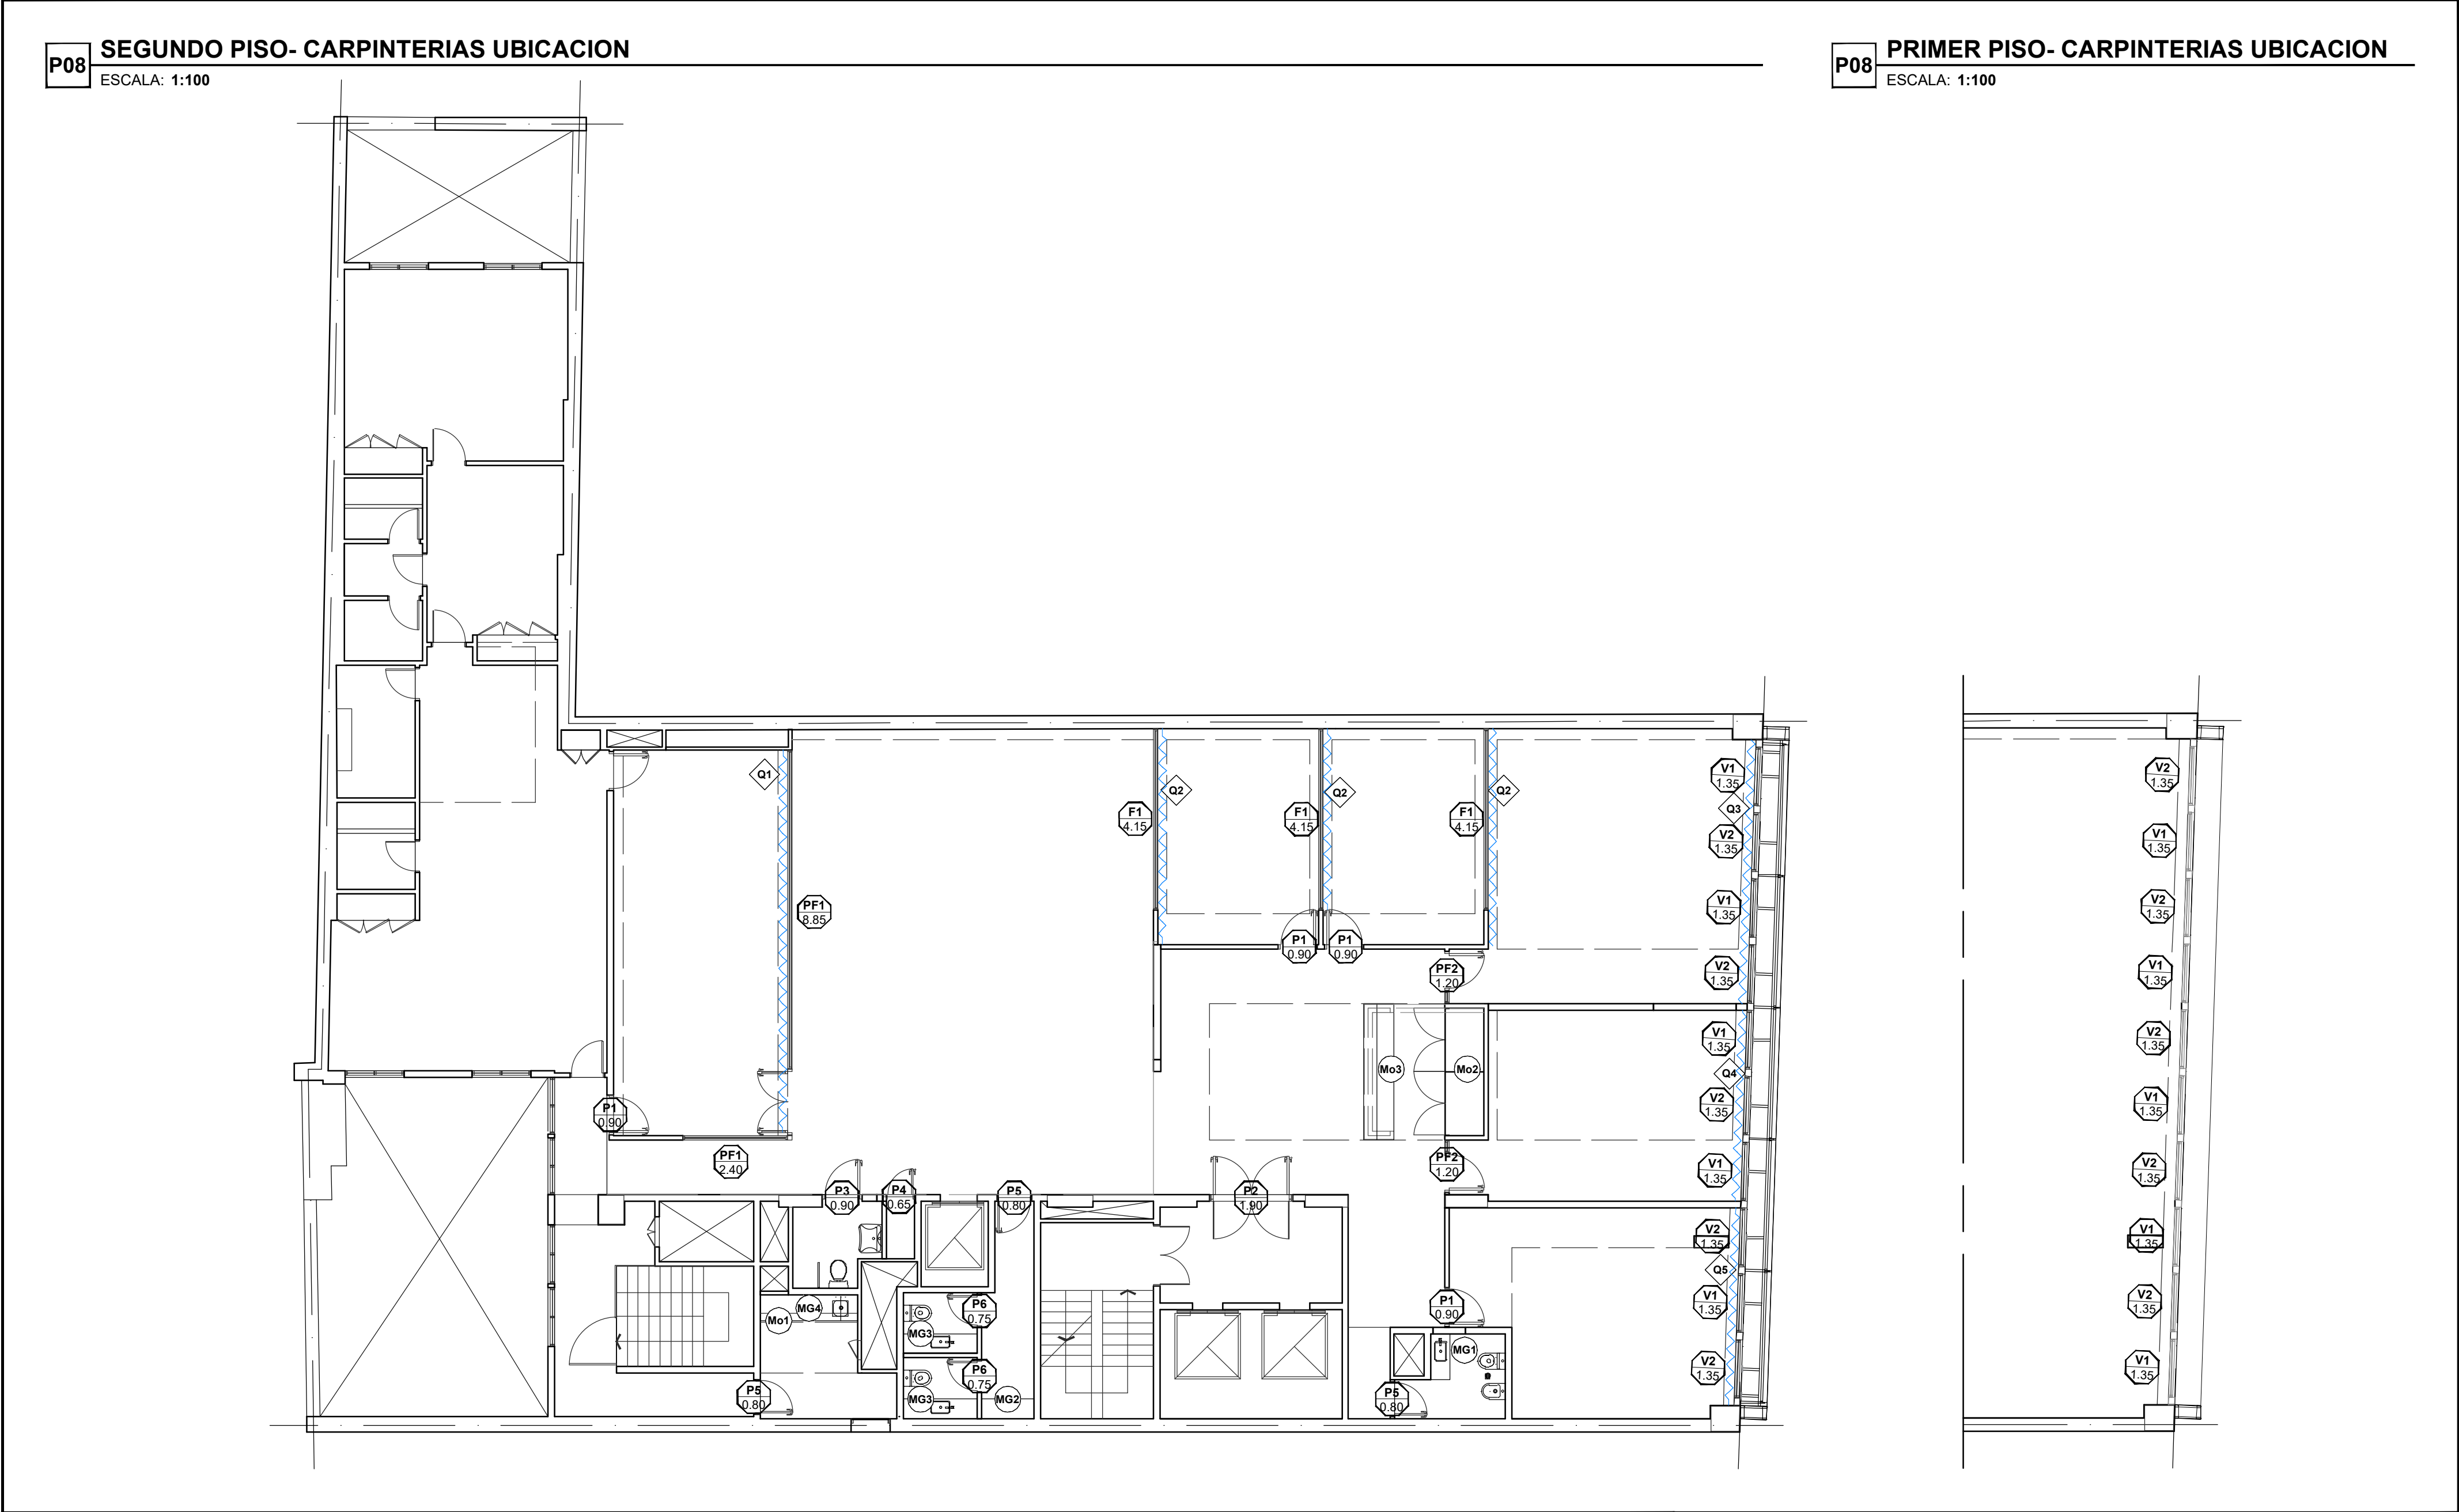 P08
SEGUNDO PISO- CARPINTERIAS UBICACION
ESCALA: 1:100
P08
PRIMER PISO- CARPINTERIAS UBICACION
ESCALA: 1:100
Q1
Q2
Q2
Q2
V1
1.35
Q3
F1
4.15
F1
4.15
F1
4.15
V2
1.35
PF1
8.85
V1
1.35
P1
0.90
P1
0.90
PF2
1.20
V2
1.35
V1
1.35
Mo3
Mo2
Q4
P1
0.90
V2
1.35
PF1
2.40
PF2
1.20
V1
1.35
P3
0.90
P4
0.65
P5
0.80
P2
1.90
V2
1.35
Q5
MG4
Mo1
P6
0.75
MG3
P1
0.90
V1
1.35
MG1
P6
0.75
V2
1.35
P5
0.80
MG3
MG2
P5
0.80
V2
1.35
V1
1.35
V2
1.35
V1
1.35
V2
1.35
V1
1.35
V2
1.35
V1
1.35
V2
1.35
V1
1.35